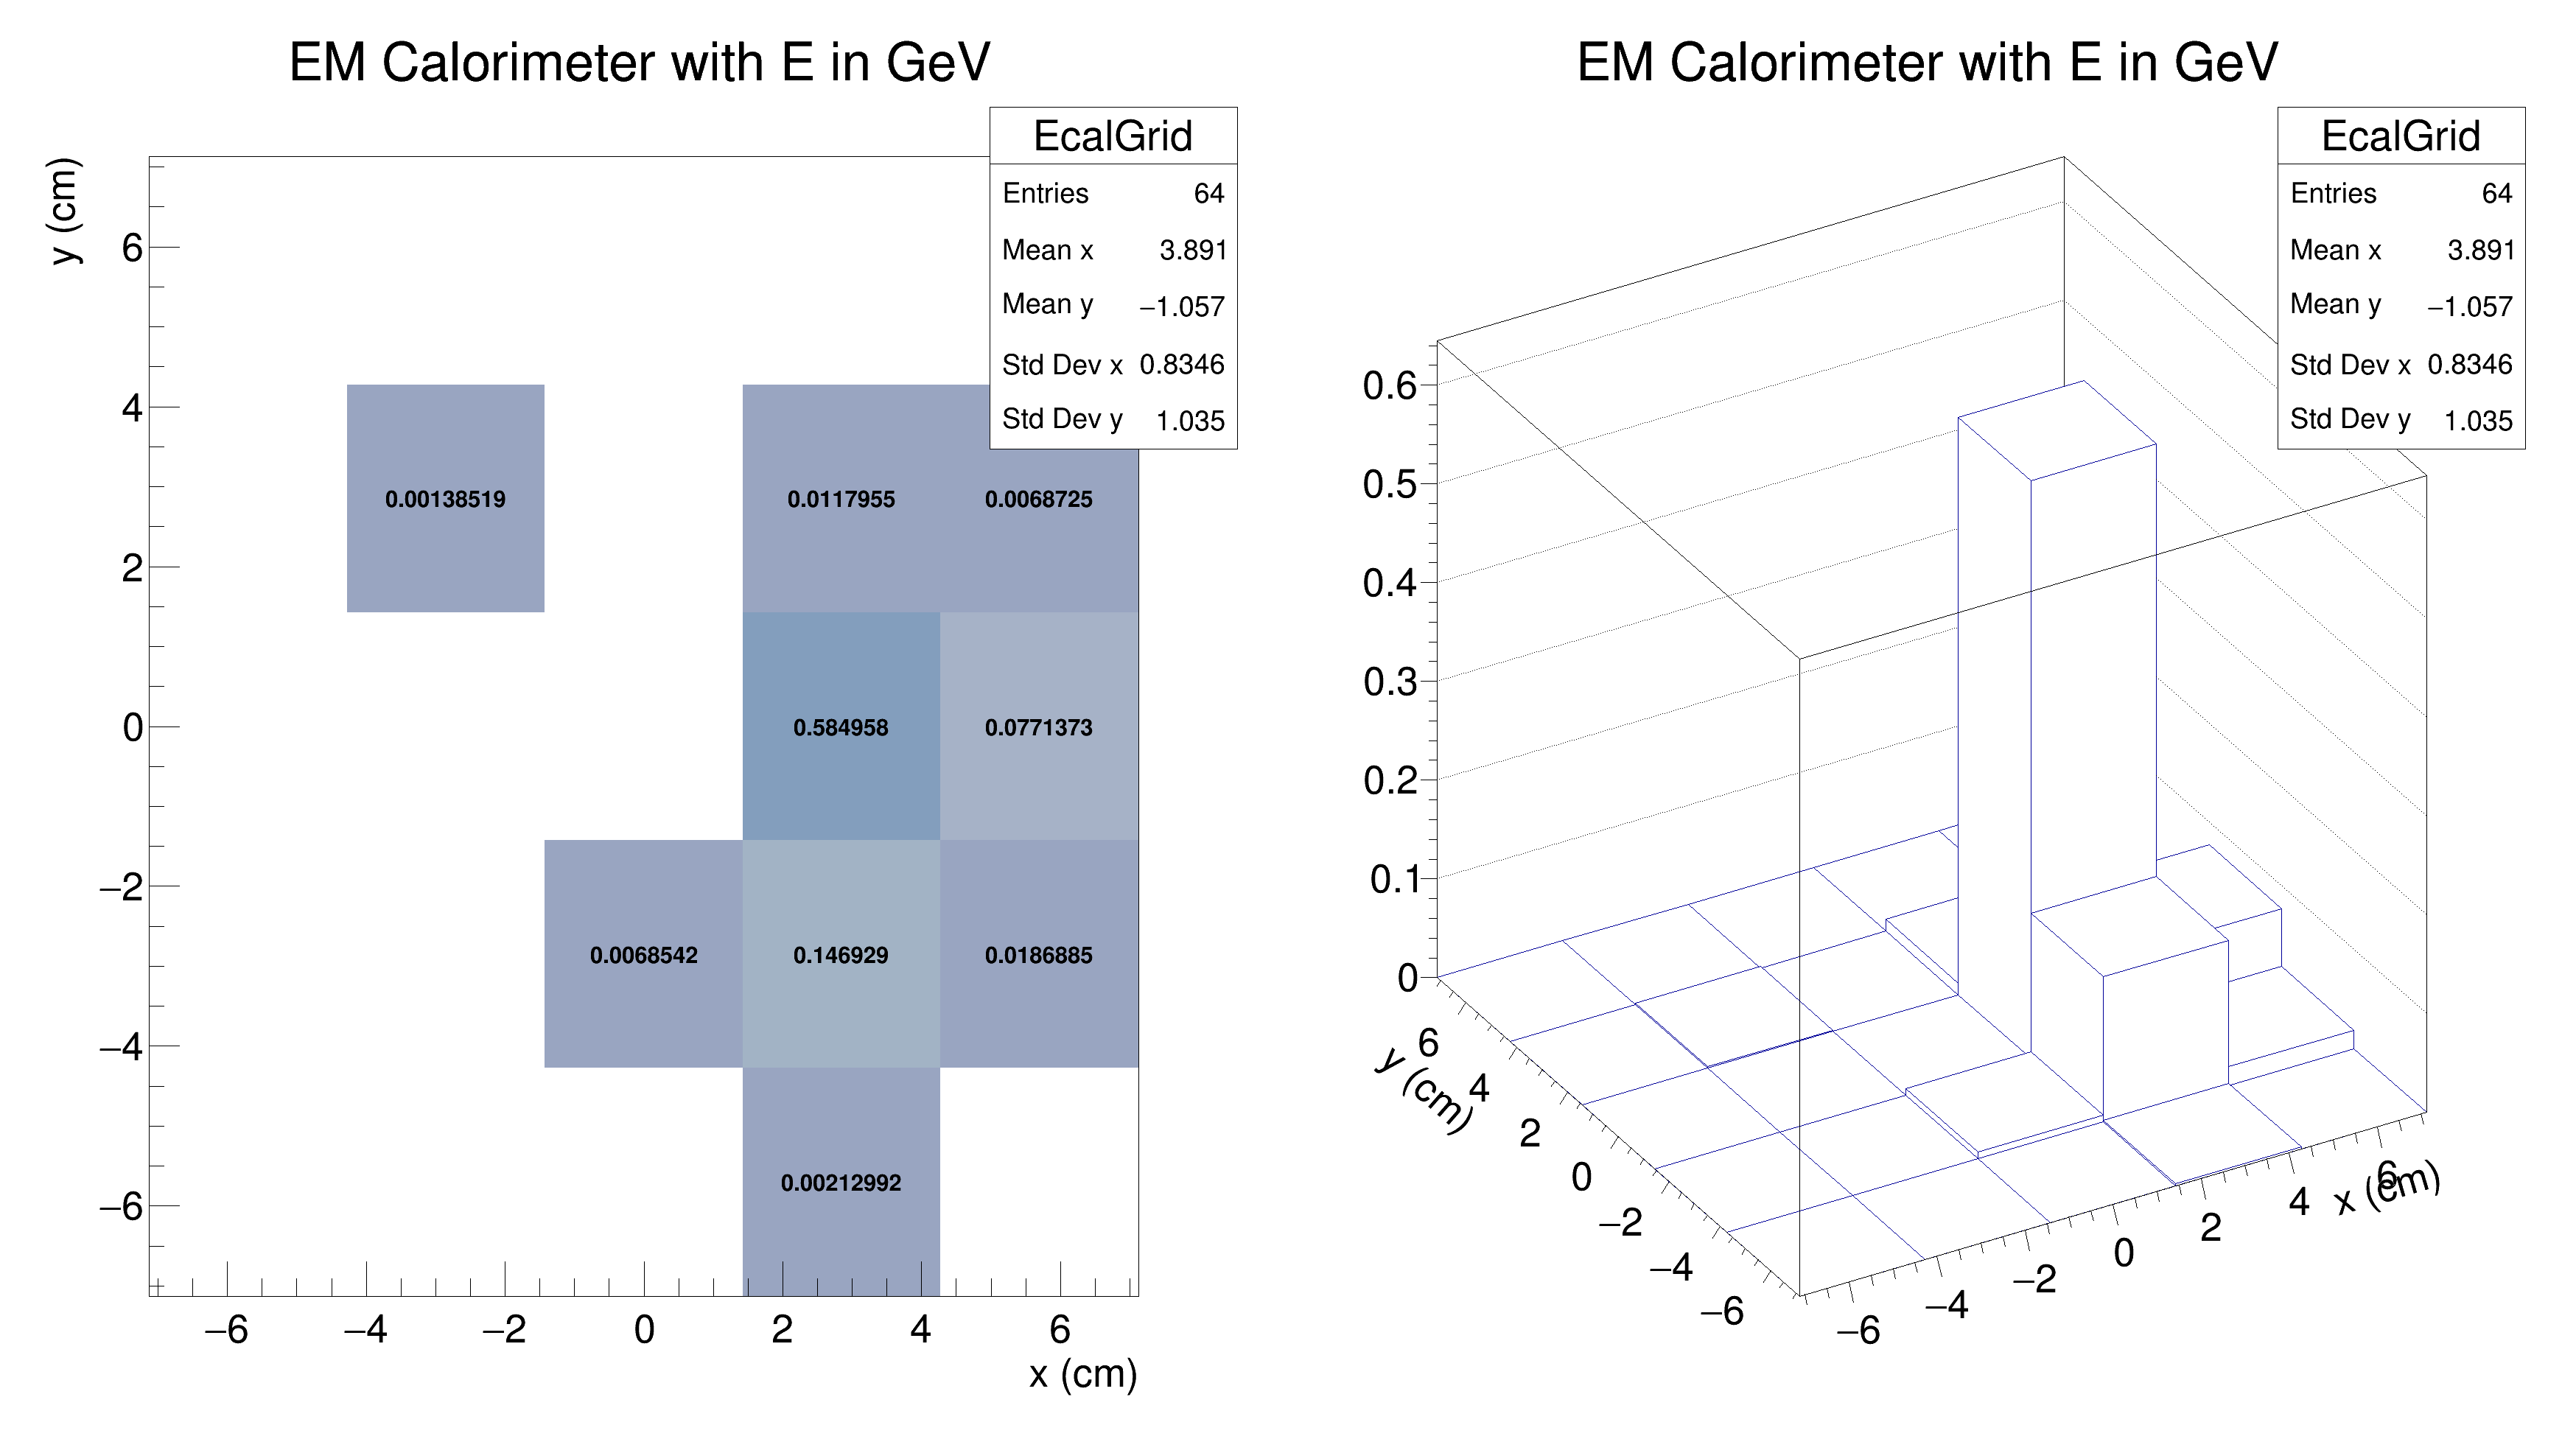 EM Calorimeter with E in GeV
EcalGrid
Entries 64
Mean x 3.891
Mean y −1.057
Std Dev x 0.8346
Std Dev y 1.035
y (cm)
6
4
2
0
−2
−4
−6
0.00138519 0.0117955 0.0068725
0.584958 0.0771373
0.0068542 0.146929 0.0186885
0.00212992
−6 −4 −2 0 2 4 6
x (cm)
EM Calorimeter with E in GeV
EcalGrid
Entries 64
Mean x 3.891
Mean y −1.057
Std Dev x 0.8346
Std Dev y 1.035
0.6
0.5
0.4
0.3
0.2
0.1
0
y (cm)
6
4
2
0
−2
−4
−6
−6 −4 −2 0 2 4 6
x (cm)